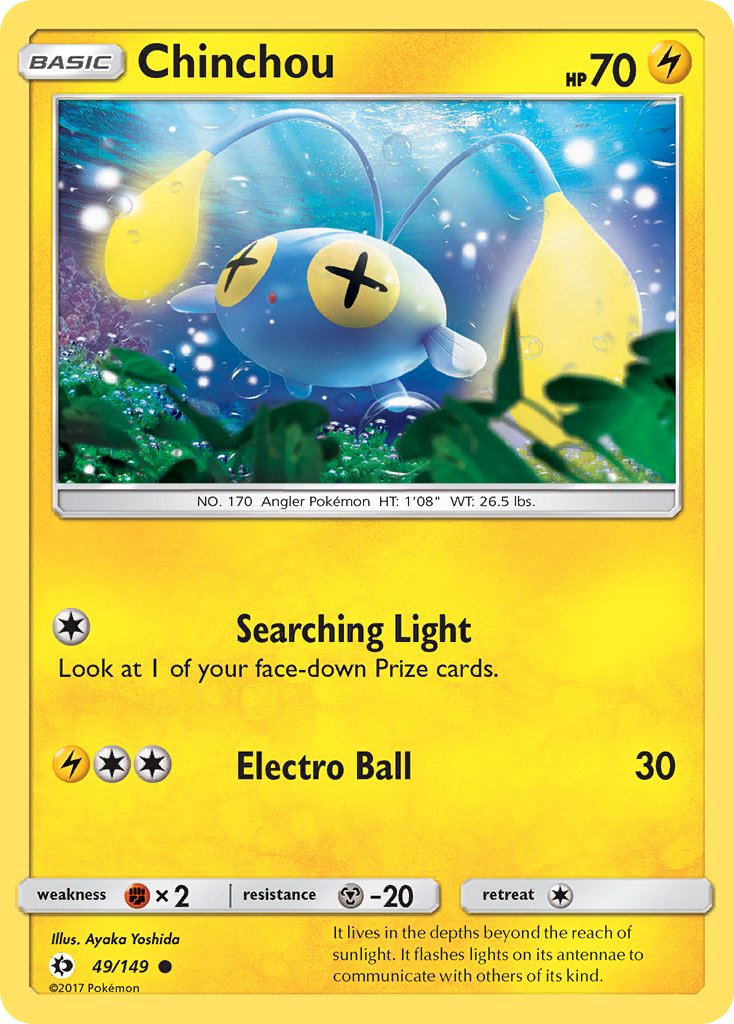 BASIC Chinchou HP 70
NO. 170 Angler Pokémon HT: 1'08" WT: 26.5 lbs.
Searching Light
Look at 1 of your face-down Prize cards.
Electro Ball 30
weakness × 2 resistance -20 retreat
Illus. Ayaka Yoshida
49/149
©2017 Pokémon
It lives in the depths beyond the reach of
sunlight. It flashes lights on its antennae to
communicate with others of its kind.